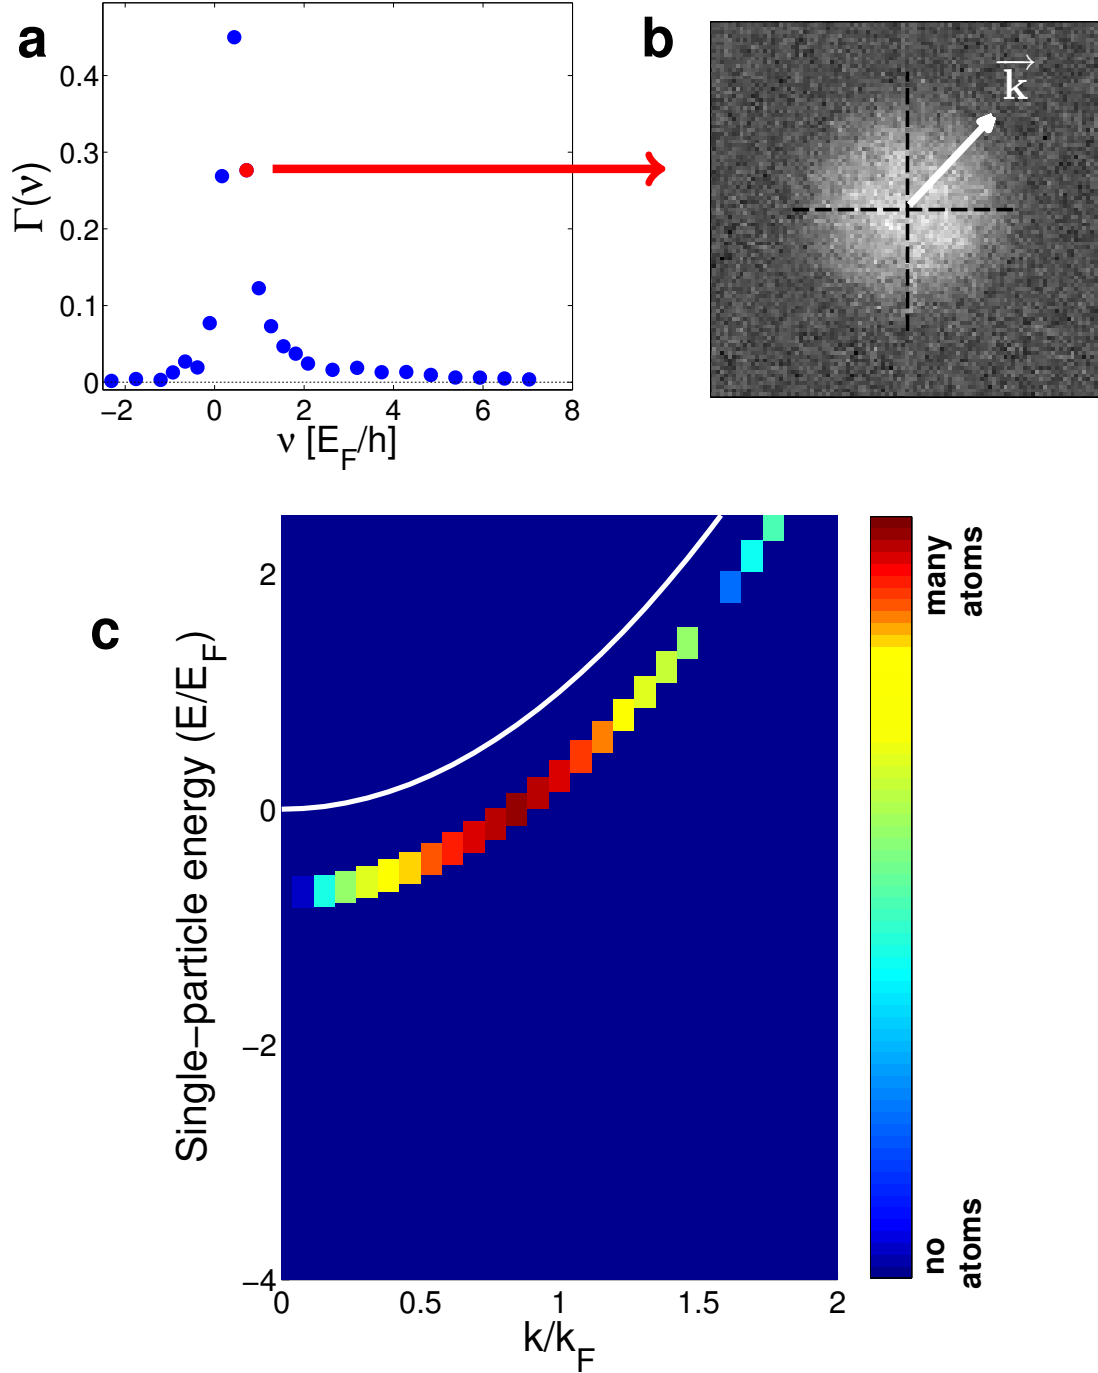 a
b
0.4
0.3
0.2
0.1
0
Γ(ν)
−2 0 2 4 6 8
ν [E_F/h]
k
c
2
0
−2
−4
Single−particle energy (E/E_F)
0 0.5 1 1.5 2
k/k_F
many
atoms
no
atoms